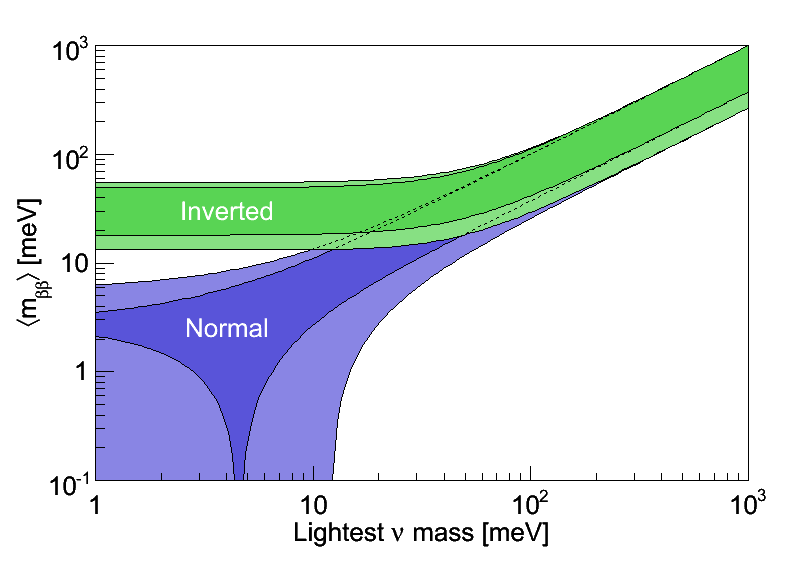 ⟨m_ββ⟩ [meV]
10³
10²
10
1
10⁻¹
Inverted
Normal
1 10 10² 10³
Lightest ν mass [meV]